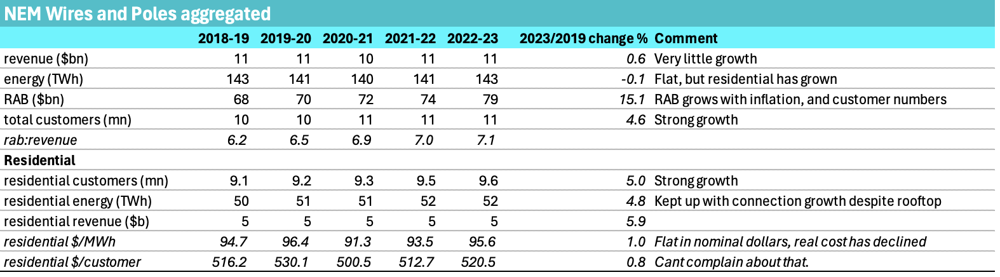 NEM Wires and Poles aggregated
2018-19 2019-20 2020-21 2021-22 2022-23 2023/2019 change % Comment
revenue ($bn) 11 11 10 11 11 0.6 Very little growth
energy (TWh) 143 141 140 141 143 -0.1 Flat, but residential has grown
RAB ($bn) 68 70 72 74 79 15.1 RAB grows with inflation, and customer numbers
total customers (mn) 10 10 11 11 11 4.6 Strong growth
rab:revenue 6.2 6.5 6.9 7.0 7.1
Residential
residential customers (mn) 9.1 9.2 9.3 9.5 9.6 5.0 Strong growth
residential energy (TWh) 50 51 51 52 52 4.8 Kept up with connection growth despite rooftop
residential revenue ($b) 5 5 5 5 5 5.9
residential $/MWh 94.7 96.4 91.3 93.5 95.6 1.0 Flat in nominal dollars, real cost has declined
residential $/customer 516.2 530.1 500.5 512.7 520.5 0.8 Cant complain about that.